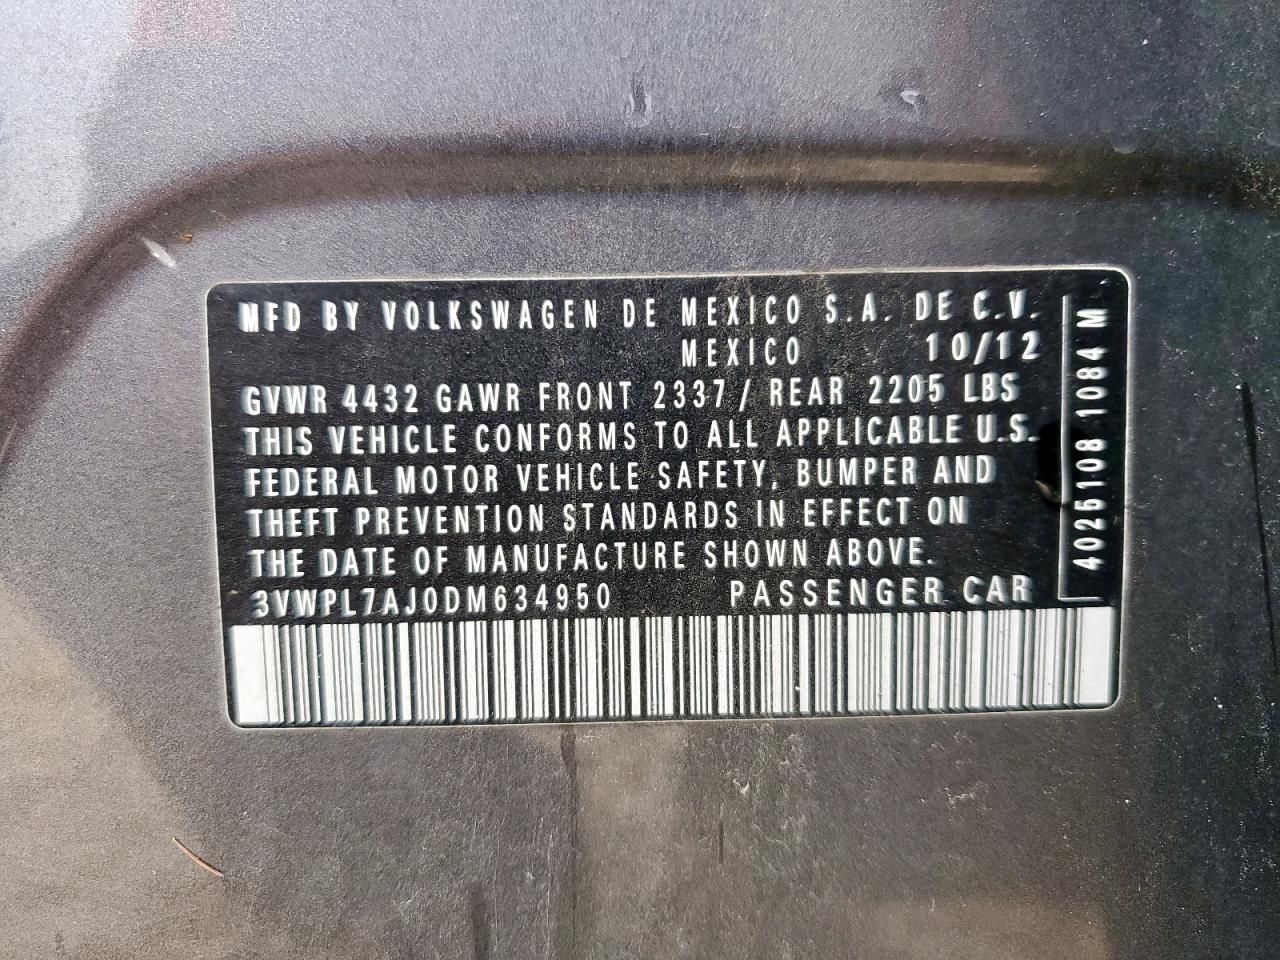 MFD BY VOLKSWAGEN DE MEXICO S.A. DE C.V.
MEXICO 10/12
GVWR 4432 GAWR FRONT 2337/ REAR 2205 LBS
THIS VEHICLE CONFORMS TO ALL APPLICABLE U.S.
FEDERAL MOTOR VEHICLE SAFETY, BUMPER AND
THEFT PREVENTION STANDARDS IN EFFECT ON
THE DATE OF MANUFACTURE SHOWN ABOVE.
3VWPL7AJ0DM634950 PASSENGER CAR
4026108 1084 M